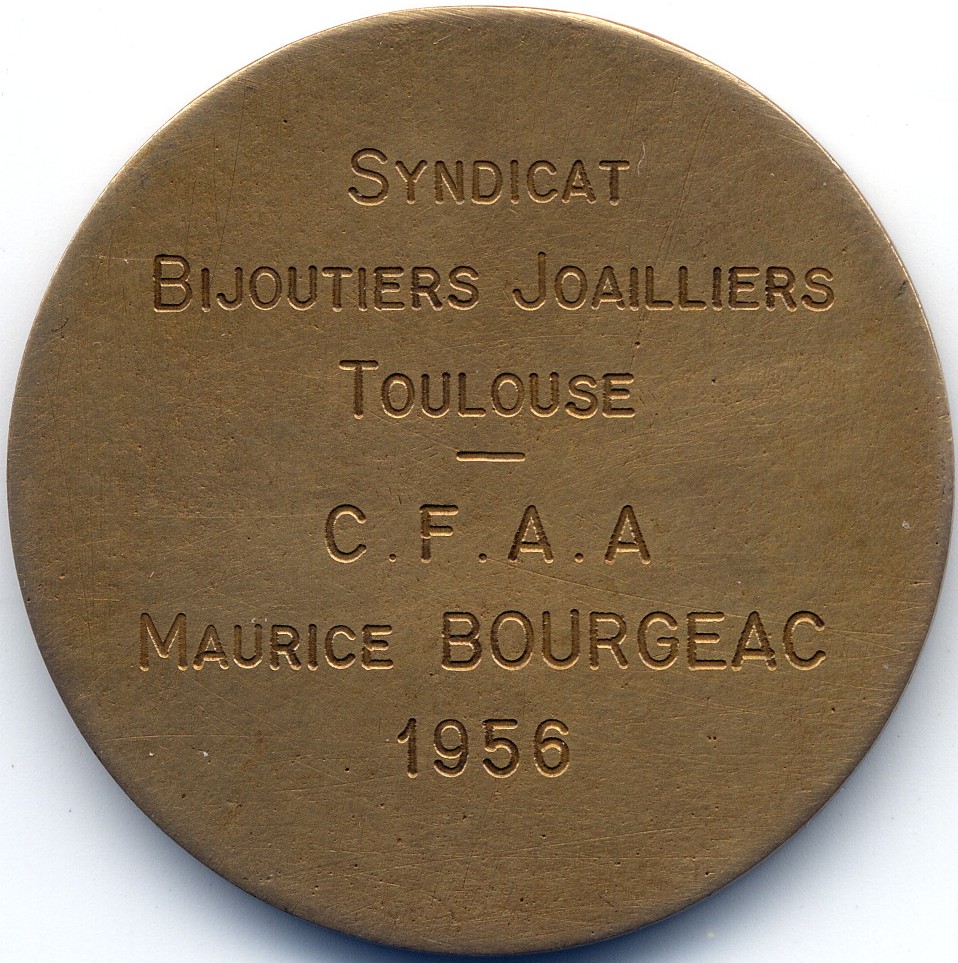 SYNDICAT
BIJOUTIERS JOAILLIERS
TOULOUSE
—
C.F.A.A
MAURICE BOURGEAC
1956